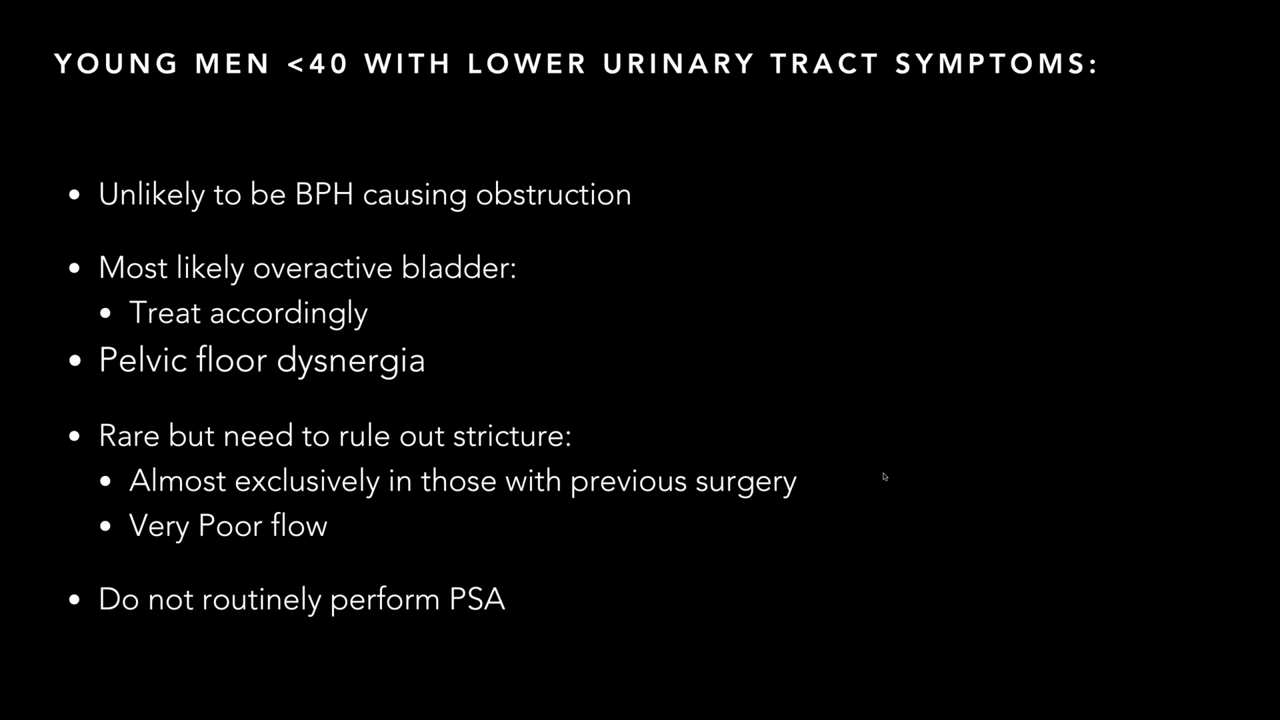 YOUNG MEN <40 WITH LOWER URINARY TRACT SYMPTOMS:
• Unlikely to be BPH causing obstruction
• Most likely overactive bladder:
• Treat accordingly
• Pelvic floor dysnergia
• Rare but need to rule out stricture:
• Almost exclusively in those with previous surgery
• Very Poor flow
• Do not routinely perform PSA